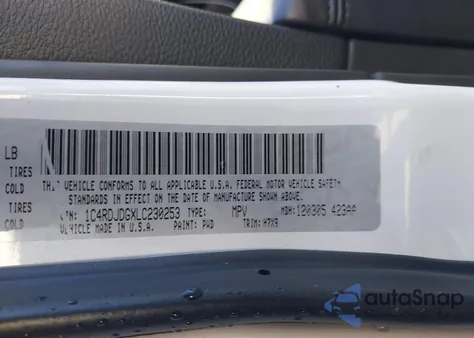 LB
TIRES
COLD
TIRES
COLD
THIS VEHICLE CONFORMS TO ALL APPLICABLE U.S.A. FEDERAL MOTOR VEHICLE SAFETY
STANDARDS IN EFFECT ON THE DATE OF MANUFACTURE SHOWN ABOVE.
VIN: 1C4RDJDGXLC230253 TYPE: MPV MDH: 120305 423AA
VEHICLE MADE IN U.S.A. PAINT: PWD TRIM: H7X9
autoSnap